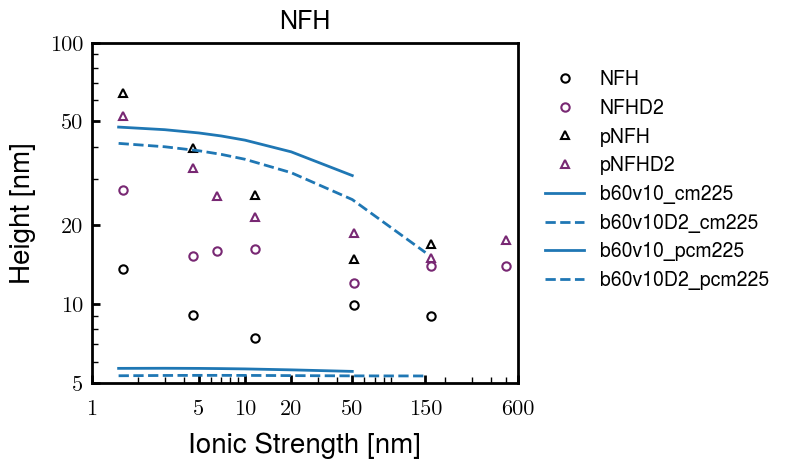 NFH
100
50
20
10
5
Height [nm]
1
5
10
20
50
150
600
Ionic Strength [nm]
NFH
NFHD2
pNFH
pNFHD2
b60v10_cm225
b60v10D2_cm225
b60v10_pcm225
b60v10D2_pcm225